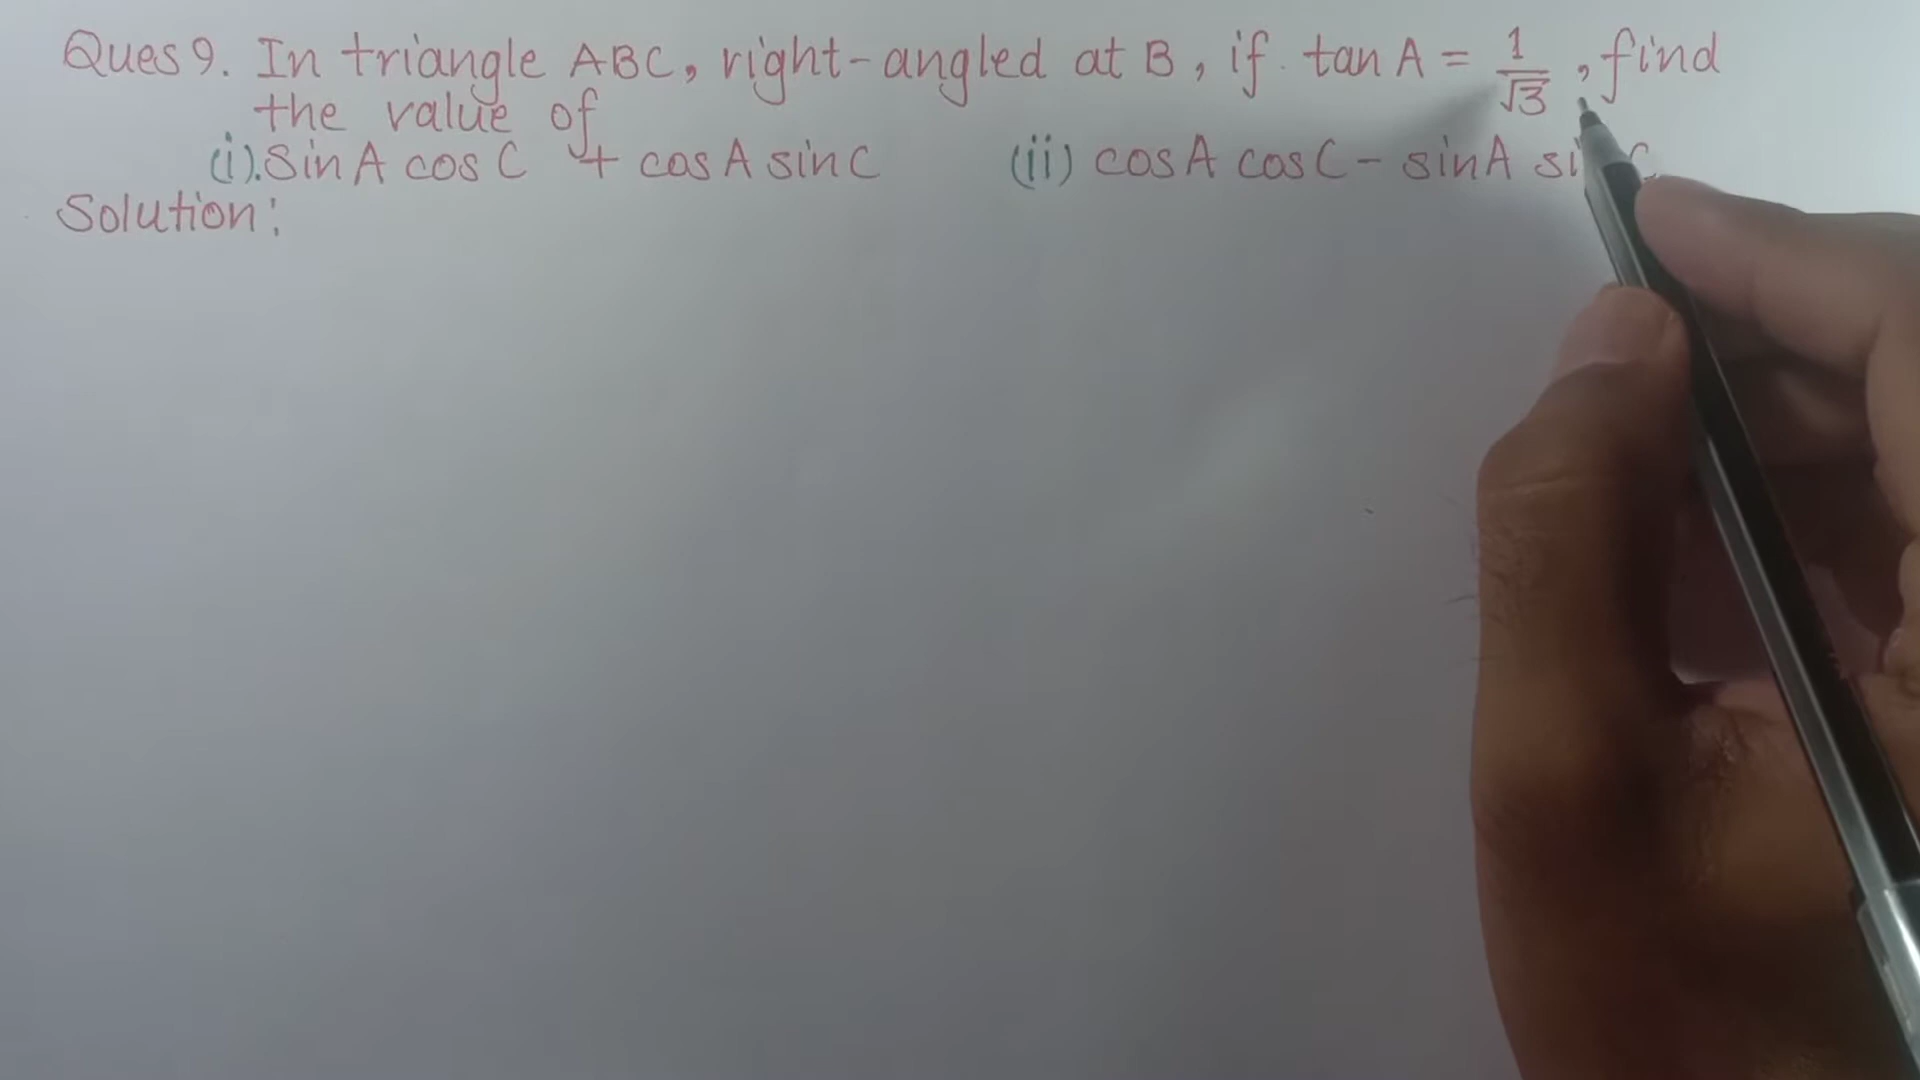 Ques 9. In triangle ABC, right-angled at B, if tan A = 1/√3, find
the value of
(i). Sin A cos C + cos A sin C (ii) cos A cos C - sin A
Solution: